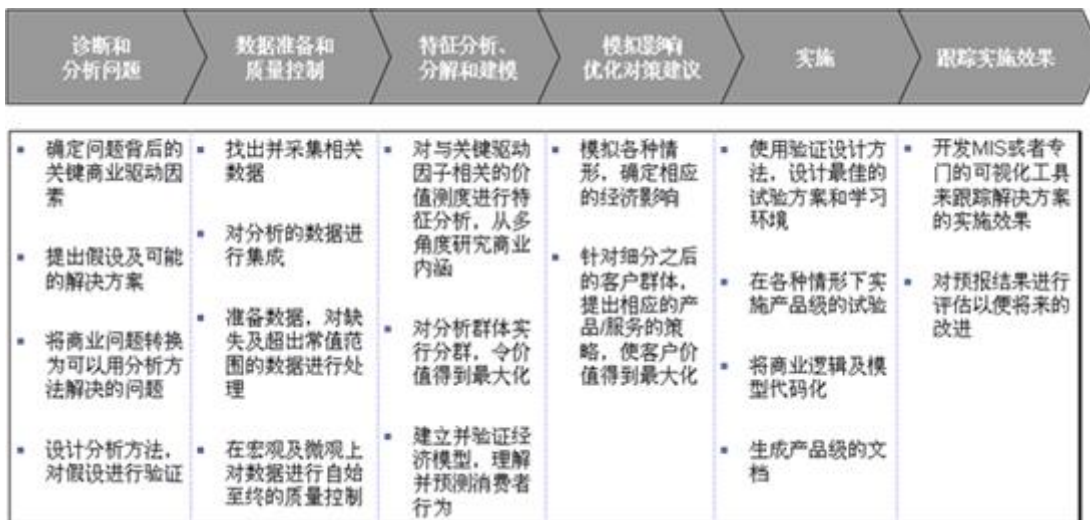 诊断和
分析问题
数据准备和
质量控制
特征分析、
分解和建模
模拟影响
优化对策建议
实施
跟踪实施效果
确定问题背后的
关键商业驱动因
素
提出假设及可能
的解决方案
将商业问题转换
为可以用分析方
法解决的问题
设计分析方法，
对假设进行验证
找出并采集相关
数据
对分析的数据进
行集成
准备数据，对缺
失及超出常值范
围的数据进行处
理
在宏观及微观上
对数据进行自始
至终的质量控制
对与关键驱动
因子相关的价
值测度进行特
征分析，从多
角度研究商业
内涵
对分析群体实
行分群，令价
值得到最大化
建立并验证经
济模型，理解
并预测消费者
行为
模拟各种情
形，确定相应
的经济影响
针对细分之后
的客户群体，
提出相应的产
品/服务的策
略，使客户价
值得到最大化
使用验证设计方
法，设计最佳的
试验方案和学习
环境
在各种情形下实
施产品级的试验
将商业逻辑及模
型代码化
生成产品级的文
档
开发MIS或者专
门的可视化工具
来跟踪解决方案
的实施效果
对预报结果进行
评估以便将来的
改进